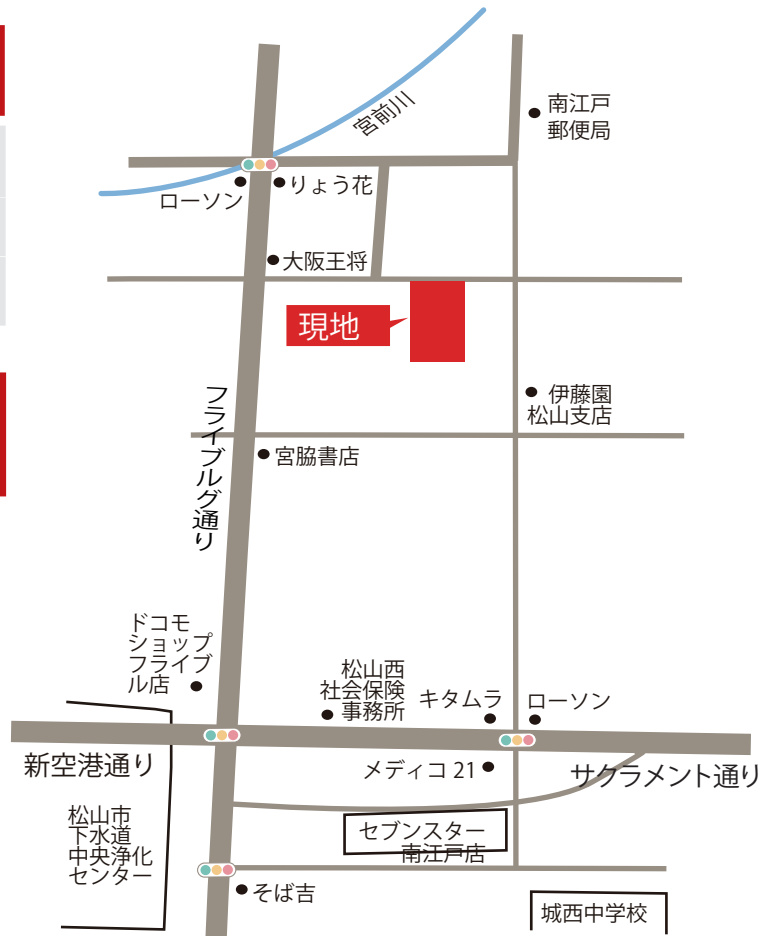 南江戸
郵便局
宮前川
りょう花
ローソン
大阪王将
現地
伊藤園
松山支店
フライブルグ通り
宮脇書店
ドコモ
ショップ
フライブ
ル店
松山西
社会保険
事務所
キタムラ
ローソン
新空港通り
メディコ 21
サクラメント通り
松山市
下水道
中央浄化
センター
セブンスター
南江戸店
そば吉
城西中学校